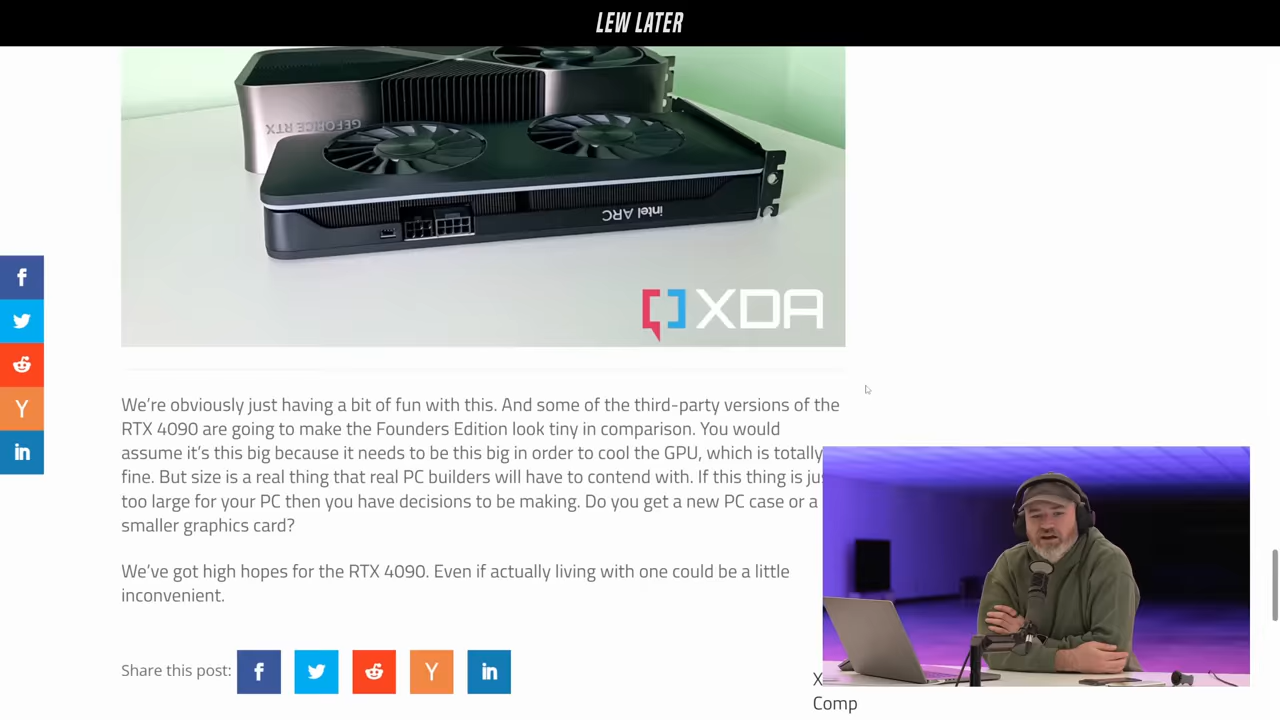 LEW LATER
GEFORCE RTX
intel ARC
XDA
We're obviously just having a bit of fun with this. And some of the third-party versions of the
RTX 4090 are going to make the Founders Edition look tiny in comparison. You would
assume it's this big because it needs to be this big in order to cool the GPU, which is totally
fine. But size is a real thing that real PC builders will have to contend with. If this thing is
too large for your PC then you have decisions to be making. Do you get a new PC case or a
smaller graphics card?
We've got high hopes for the RTX 4090. Even if actually living with one could be a little
inconvenient.
Share this post:
f
Y
in
f
Y
in
X
Comp